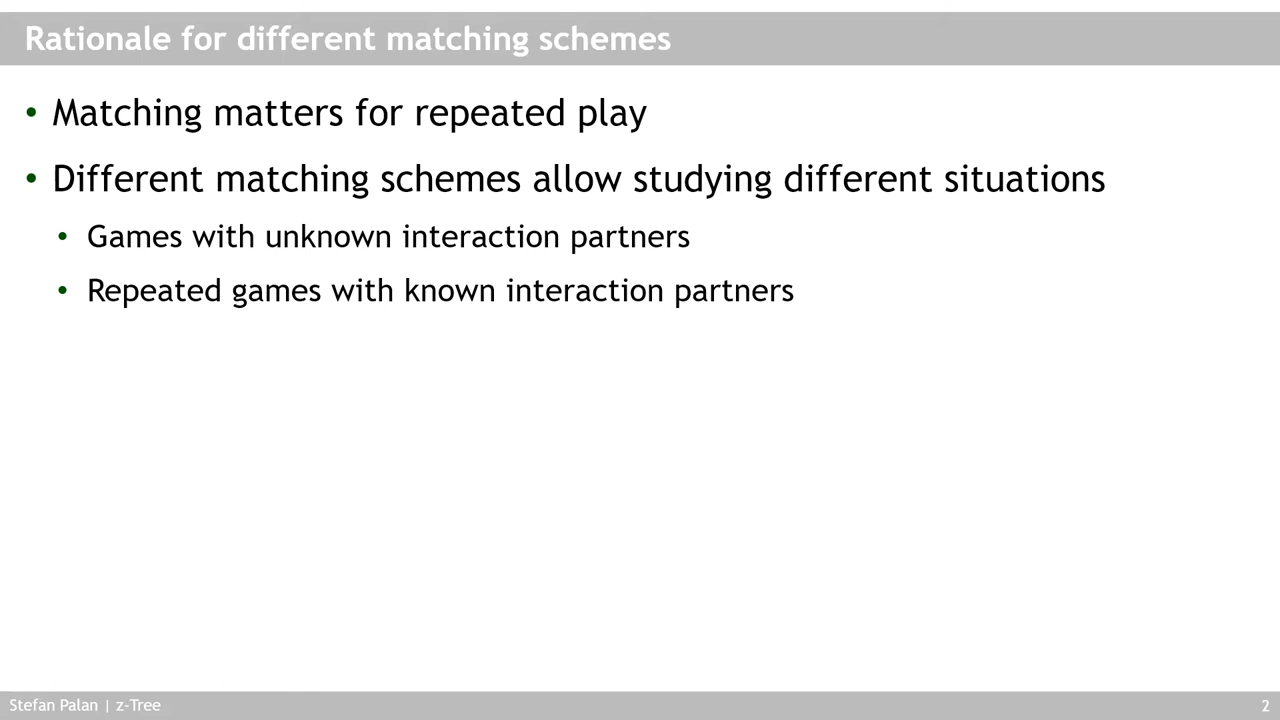 Rationale for different matching schemes
• Matching matters for repeated play
• Different matching schemes allow studying different situations
• Games with unknown interaction partners
• Repeated games with known interaction partners
Stefan Palan | z-Tree
2